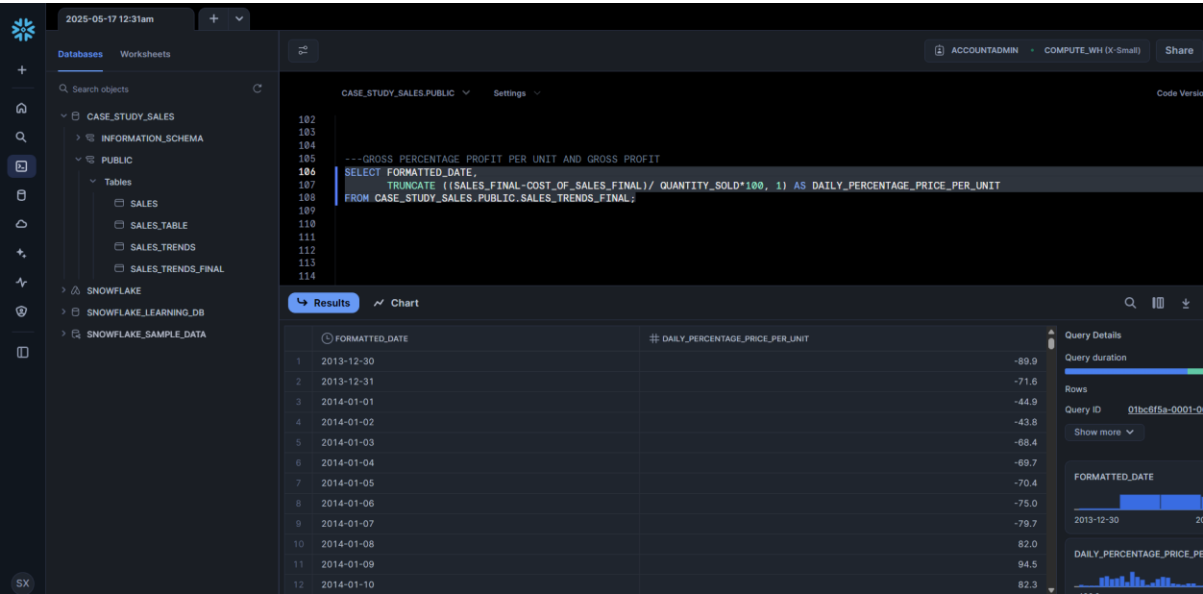 2025-05-17 12:31am
Databases Worksheets
ACCOUNTADMIN • COMPUTE_WH (X-Small) Share
Search objects
CASE_STUDY_SALES.PUBLIC Settings
Code Versio
CASE_STUDY_SALES
INFORMATION_SCHEMA
PUBLIC
Tables
SALES
SALES_TABLE
SALES_TRENDS
SALES_TRENDS_FINAL
SNOWFLAKE
SNOWFLAKE_LEARNING_DB
SNOWFLAKE_SAMPLE_DATA
SX
102
103
104
105 ---GROSS PERCENTAGE PROFIT PER UNIT AND GROSS PROFIT
106 SELECT FORMATTED_DATE,
107 TRUNCATE ((SALES_FINAL-COST_OF_SALES_FINAL)/ QUANTITY_SOLD*100, 1) AS DAILY_PERCENTAGE_PRICE_PER_UNIT
108 FROM CASE_STUDY_SALES.PUBLIC.SALES_TRENDS_FINAL;
109
110
111
112
113
114
Results Chart
FORMATTED_DATE # DAILY_PERCENTAGE_PRICE_PER_UNIT
1 2013-12-30 -89.9
2 2013-12-31 -71.6
3 2014-01-01 -44.9
4 2014-01-02 -43.8
5 2014-01-03 -68.4
6 2014-01-04 -69.7
7 2014-01-05 -70.4
8 2014-01-06 -75.0
9 2014-01-07 -79.7
10 2014-01-08 82.0
11 2014-01-09 94.5
12 2014-01-10 82.3
Query Details
Query duration
Rows
Query ID 01bc6f5a-0001-0
Show more
FORMATTED_DATE
2013-12-30 20
DAILY_PERCENTAGE_PRICE_PE